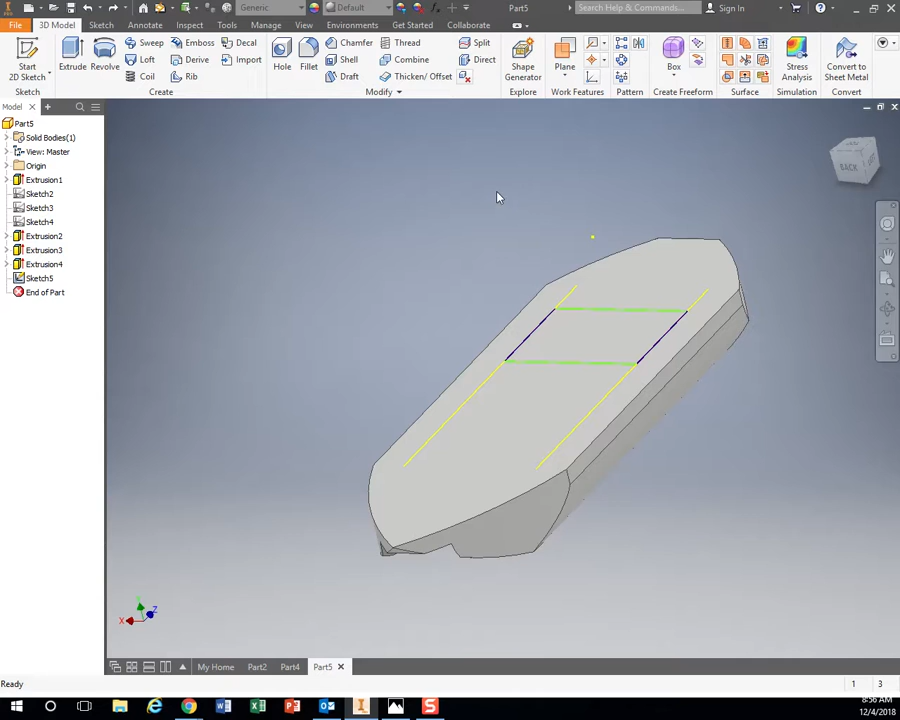 Generic
Default
Part5
Search Help & Commands...
Sign In
File
3D Model
Sketch
Annotate
Inspect
Tools
Manage
View
Environments
Get Started
Collaborate
Start
2D Sketch
Extrude
Revolve
Sweep
Emboss
Decal
Loft
Derive
Import
Coil
Rib
Create
Hole
Fillet
Chamfer
Thread
Split
Shell
Combine
Direct
Draft
Thicken/ Offset
Modify
Shape
Generator
Explore
Plane
Work Features
Pattern
Box
Create Freeform
Surface
Stress
Analysis
Simulation
Convert to
Sheet Metal
Convert
Model
Part5
Solid Bodies(1)
View: Master
Origin
Extrusion1
Sketch2
Sketch3
Sketch4
Extrusion2
Extrusion3
Extrusion4
Sketch5
End of Part
BACK
Y
Z
X
My Home
Part2
Part4
Part5
Ready
1
3
8:56 AM
12/4/2018